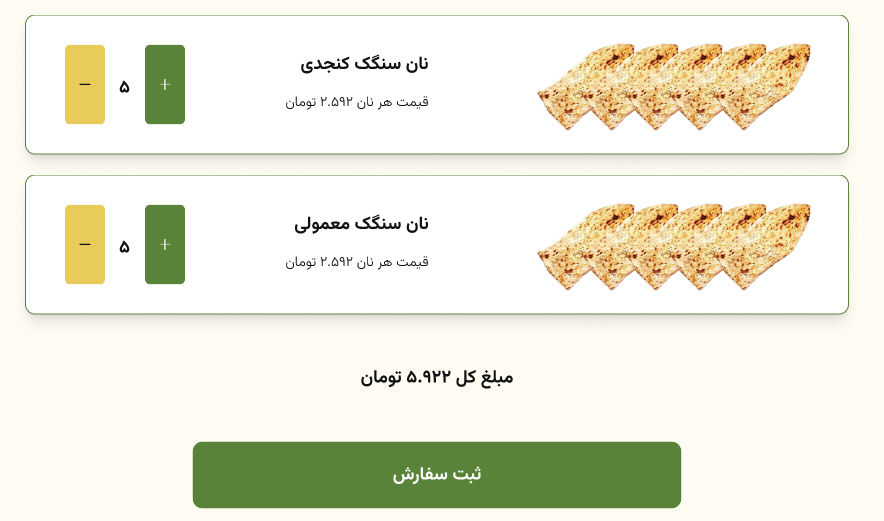 نان سنگک کنجدی
قیمت هر نان ۲.۵۹۲ تومان
+ ۵ −
نان سنگک معمولی
قیمت هر نان ۲.۵۹۲ تومان
+ ۵ −
مبلغ کل ۵.۹۲۲ تومان
ثبت سفارش